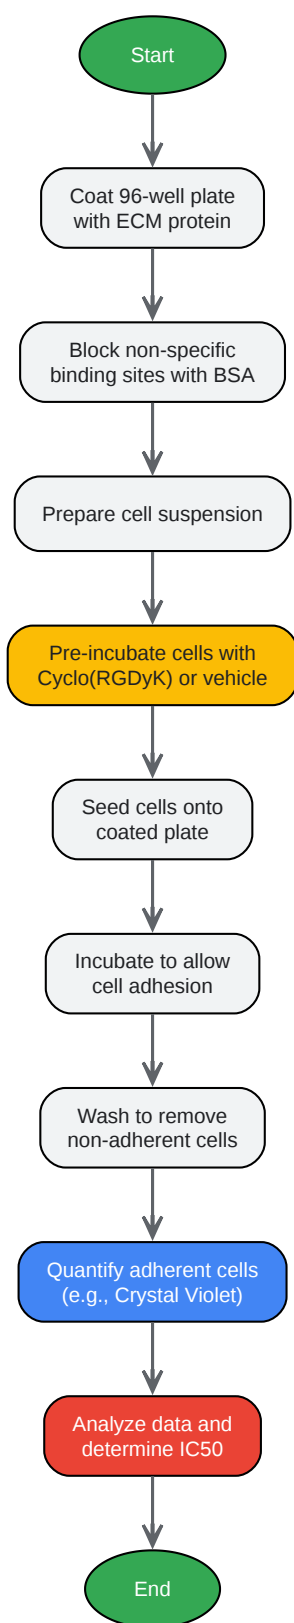 Start
Coat 96-well plate
with ECM protein
Block non-specific
binding sites with BSA
Prepare cell suspension
Pre-incubate cells with
Cyclo(RGDyK) or vehicle
Seed cells onto
coated plate
Incubate to allow
cell adhesion
Wash to remove
non-adherent cells
Quantify adherent cells
(e.g., Crystal Violet)
Analyze data and
determine IC50
End